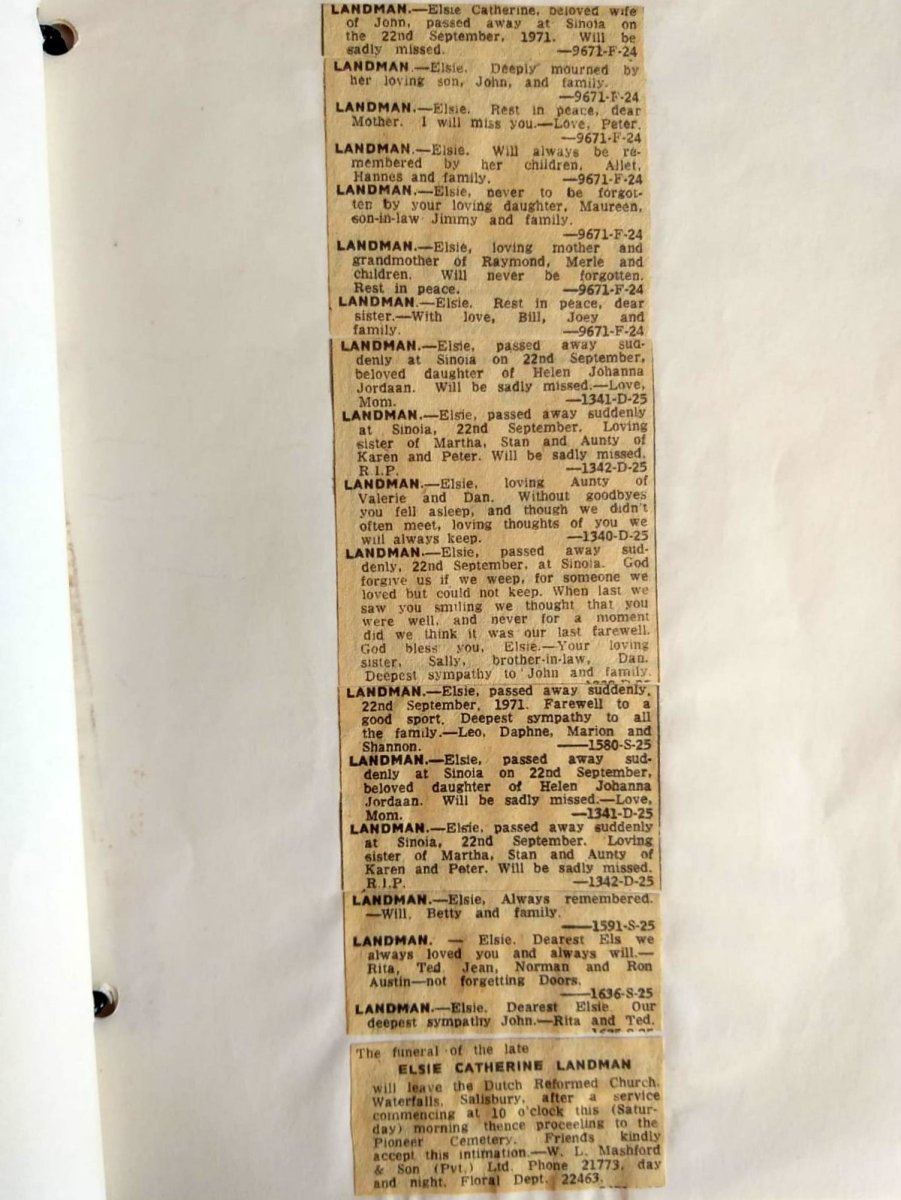 LANDMAN.—Elsie Catherine, beloved wife
of John, passed away at Sinoia on
the 22nd September, 1971. Will be
sadly missed. —9671-F-24
LANDMAN.—Elsie. Deeply mourned by
her loving son, John, and family.
—9671-F-24
LANDMAN.—Elsie. Rest in peace, dear
Mother. I will miss you.—Love, Peter.
—9671-F-24
LANDMAN.—Elsie. Will always be re-
membered by her children, Allet,
Hannes and family. —9671-F-24
LANDMAN.—Elsie, never to be forgot-
ten by your loving daughter, Maureen,
son-in-law Jimmy and family.
—9671-F-24
LANDMAN.—Elsie, loving mother and
grandmother of Raymond, Merle and
children. Will never be forgotten.
Rest in peace. —9671-F-24
LANDMAN.—Elsie. Rest in peace, dear
sister.—With love, Bill, Joey and
family. —9671-F-24
LANDMAN.—Elsie, passed away sud-
denly at Sinoia on 22nd September,
beloved daughter of Helen Johanna
Jordaan. Will be sadly missed.—Love,
Mom. —1341-D-25
LANDMAN.—Elsie, passed away suddenly
at Sinoia, 22nd September. Loving
sister of Martha, Stan and Aunty of
Karen and Peter. Will be sadly missed.
R.I.P. —1342-D-25
LANDMAN.—Elsie, loving Aunty of
Valerie and Dan. Without goodbyes
you fell asleep, and though we didn't
often meet, loving thoughts of you we
will always keep. —1340-D-25
LANDMAN.—Elsie, passed away sud-
denly, 22nd September, at Sinoia. God
forgive us if we weep, for someone we
loved but could not keep. When last we
saw you smiling we thought that you
were well, and never for a moment
did we think it was our last farewell.
God bless you, Elsie.—Your loving
sister, Sally, brother-in-law, Dan.
Deepest sympathy to John and family.
LANDMAN.—Elsie, passed away suddenly,
22nd September, 1971. Farewell to a
good sport. Deepest sympathy to all
the family.—Leo, Daphne, Marion and
Shannon. —1580-S-25
LANDMAN.—Elsie, passed away sud-
denly at Sinoia on 22nd September,
beloved daughter of Helen Johanna
Jordaan. Will be sadly missed.—Love,
Mom. —1341-D-25
LANDMAN.—Elsie, passed away suddenly
at Sinoia, 22nd September. Loving
sister of Martha, Stan and Aunty of
Karen and Peter. Will be sadly missed.
R.I.P. —1342-D-25
LANDMAN.—Elsie, Always remembered.
—Will, Betty and family.
—1591-S-25
LANDMAN. — Elsie. Dearest Els we
always loved you and always will.—
Rita, Ted, Jean, Norman and Ron
Austin—not forgetting Doors.
—1636-S-25
LANDMAN.—Elsie. Dearest Elsie. Our
deepest sympathy John.—Rita and Ted.
The funeral of the late
ELSIE CATHERINE LANDMAN
will leave the Dutch Reformed Church,
Waterfalls, Salisbury, after a service
commencing at 10 o'clock this (Satur-
day) morning thence proceeding to the
Pioneer Cemetery. Friends kindly
accept this intimation.—W. L. Mashford
& Son (Pvt.) Ltd. Phone 21773, day
and night. Floral Dept. 22463.